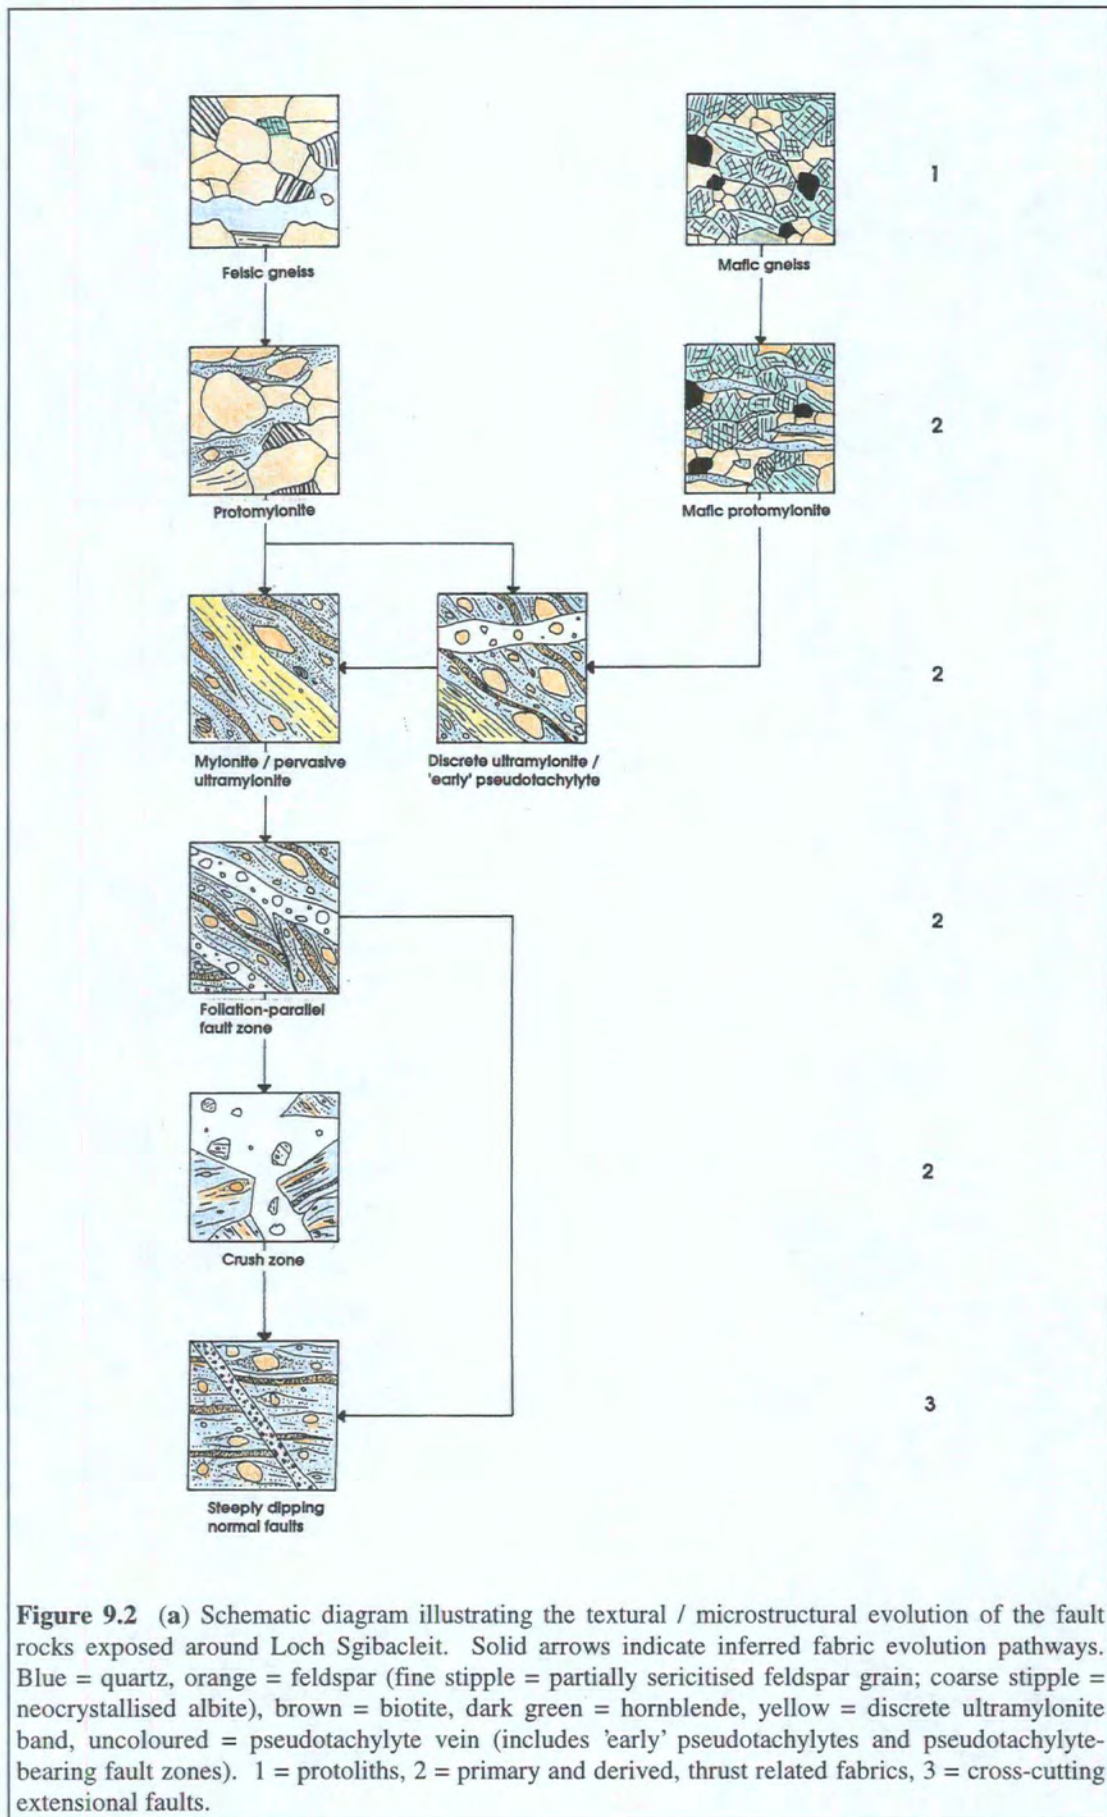 Felsic gneiss
Mafic gneiss
1
Protomylonite
Mafic protomylonite
2
Mylonite / pervasive
ultramylonite
Discrete ultramylonite /
'early' pseudotachylyte
2
Foliation-parallel
fault zone
2
Crush zone
2
Steeply dipping
normal faults
3
Figure 9.2 (a) Schematic diagram illustrating the textural / microstructural evolution of the fault
rocks exposed around Loch Sgibacleit. Solid arrows indicate inferred fabric evolution pathways.
Blue = quartz, orange = feldspar (fine stipple = partially sericitised feldspar grain; coarse stipple =
neocrystallised albite), brown = biotite, dark green = hornblende, yellow = discrete ultramylonite
band, uncoloured = pseudotachylyte vein (includes 'early' pseudotachylytes and pseudotachylyte-
bearing fault zones). 1 = protoliths, 2 = primary and derived, thrust related fabrics, 3 = cross-cutting
extensional faults.